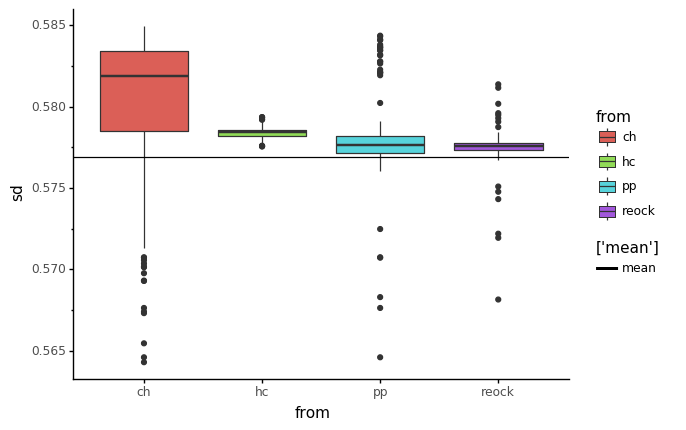 0.585
0.580
0.575
0.570
0.565
sd
ch
hc
pp
reock
from
from
ch
hc
pp
reock
['mean']
mean